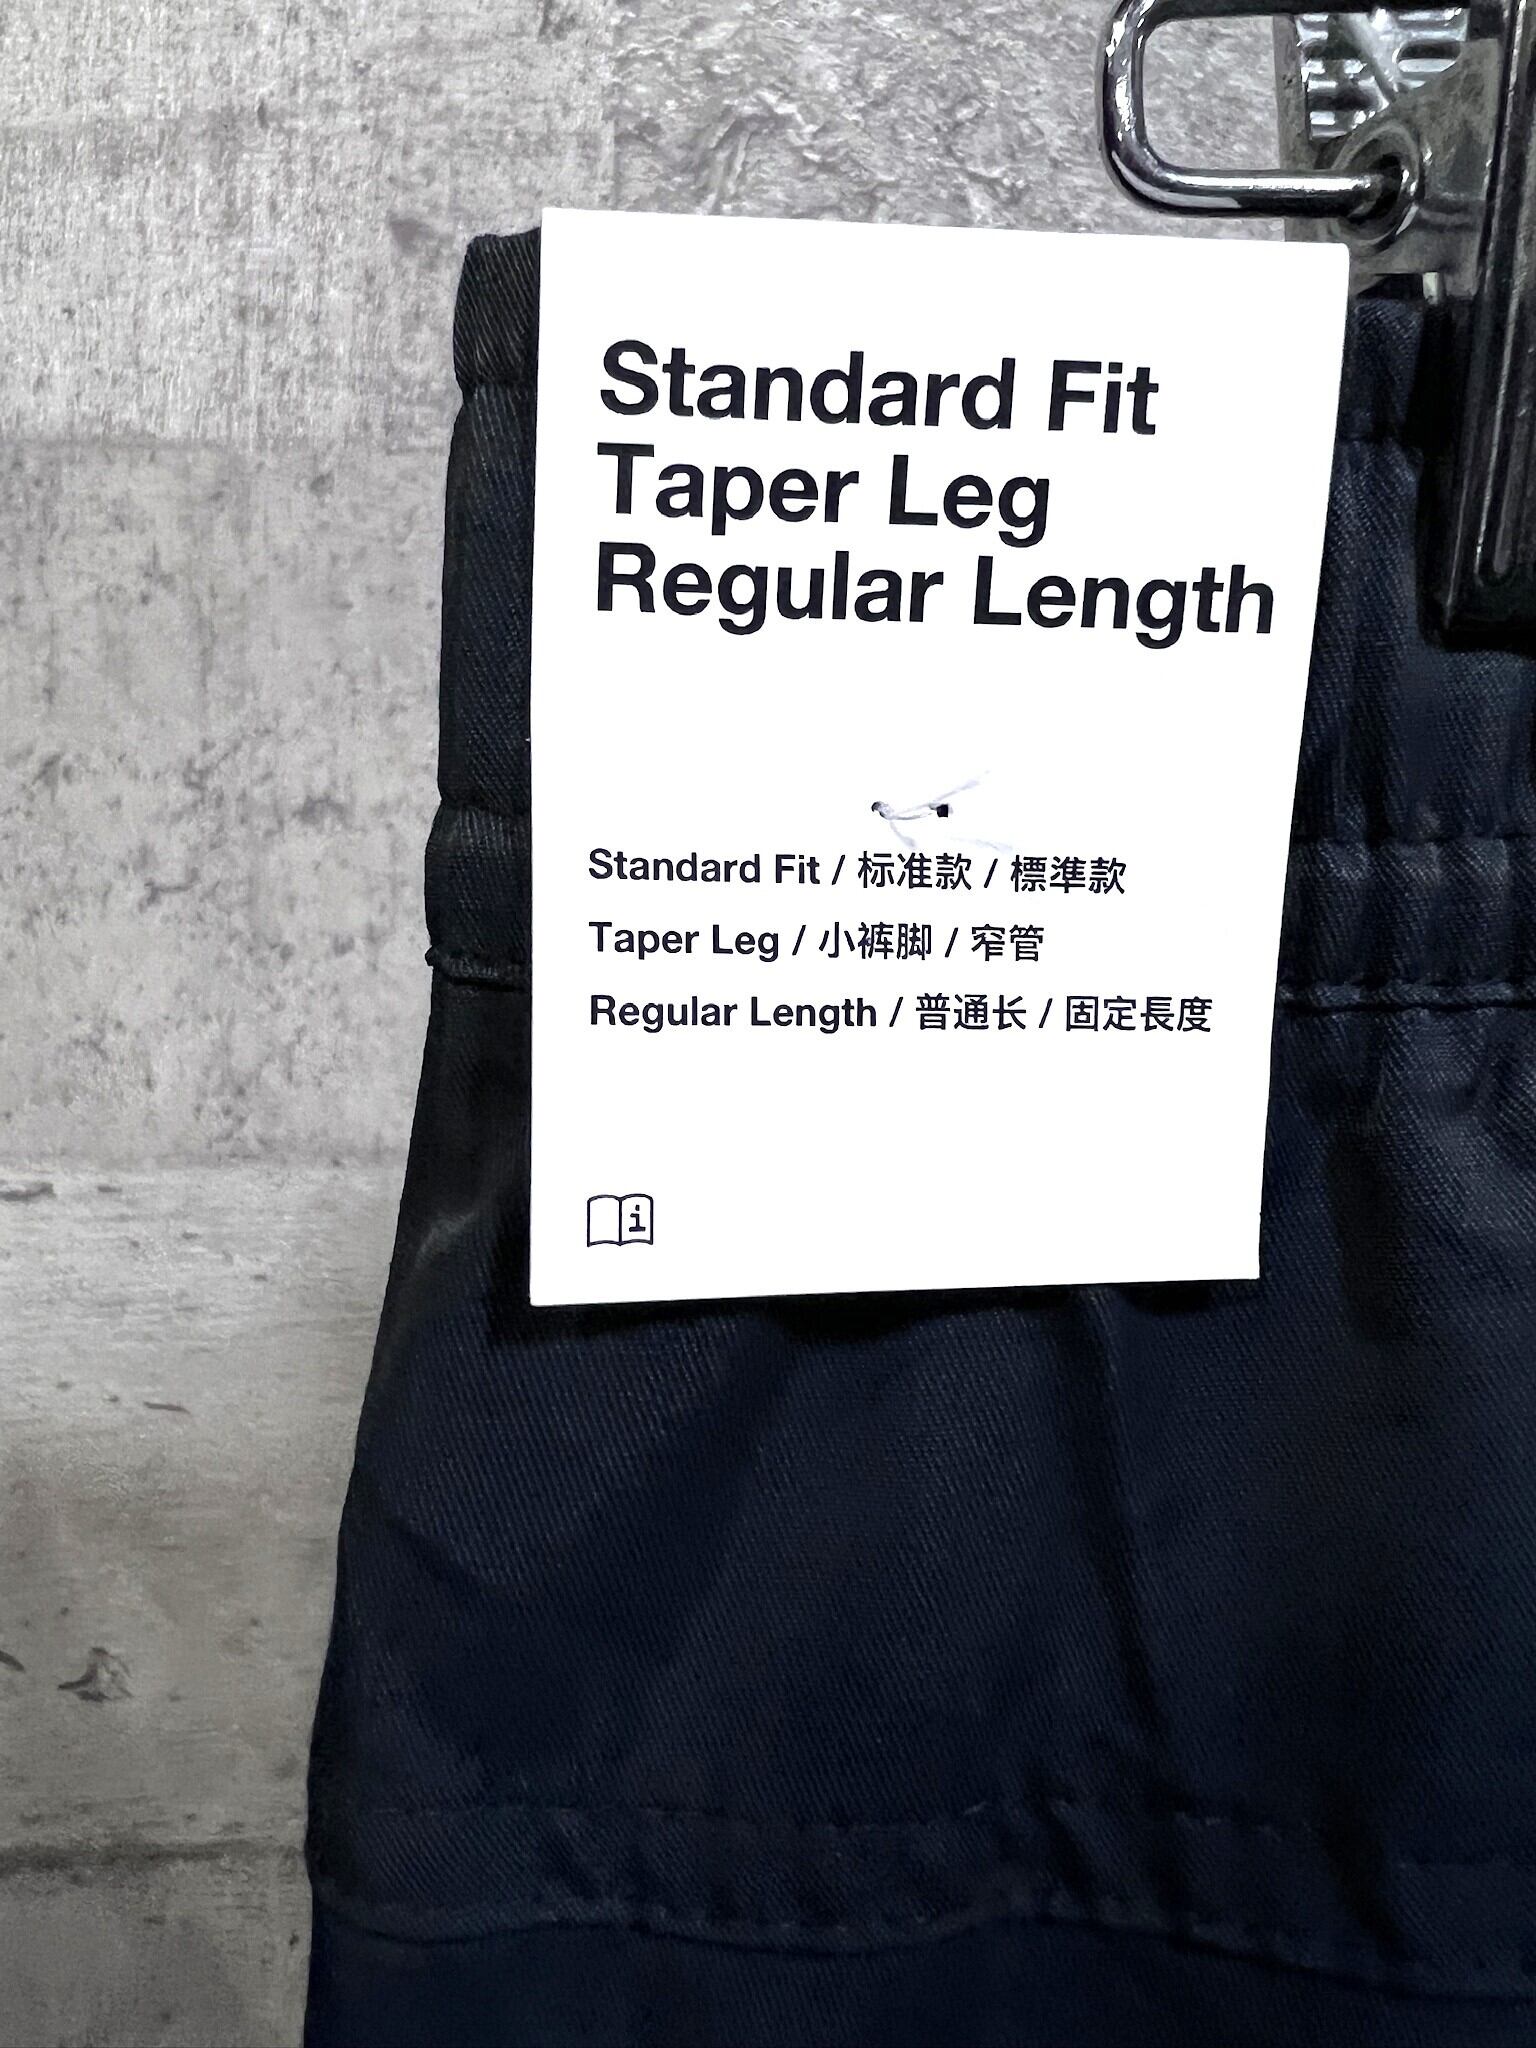 Standard Fit
Taper Leg
Regular Length
Standard Fit / 标准款 / 標準款
Taper Leg / 小裤脚 / 窄管
Regular Length / 普通长 / 固定長度
i